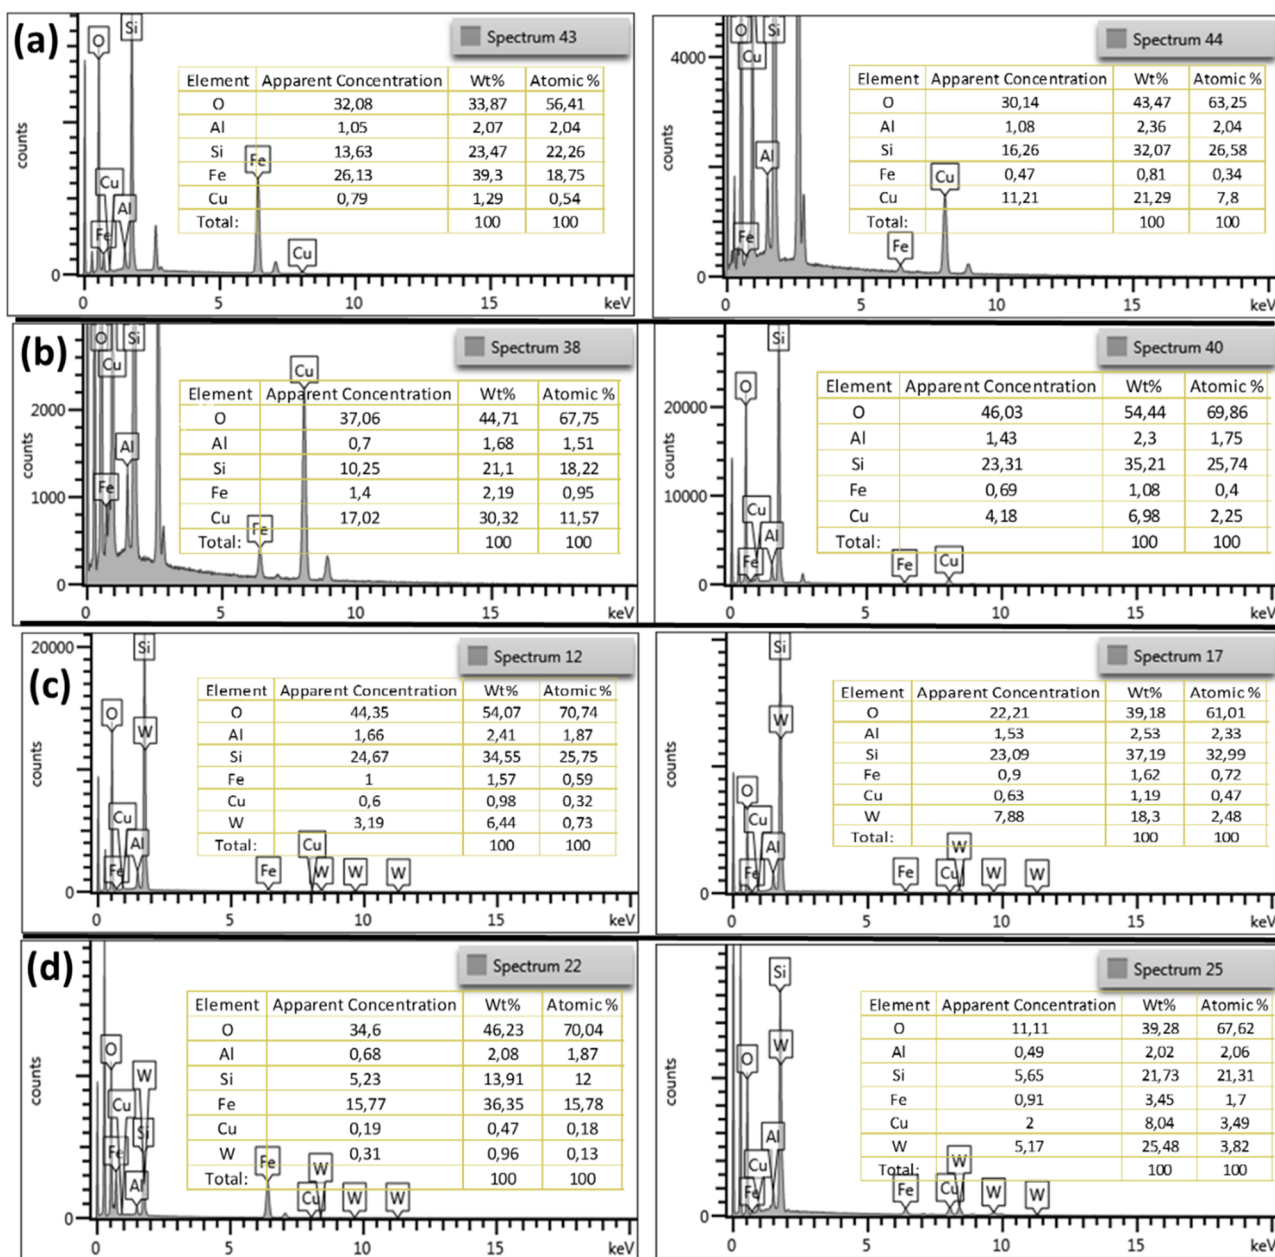 (a)
Spectrum 43
O
Si
Element Apparent Concentration Wt% Atomic %
O 32,08 33,87 56,41
Al 1,05 2,07 2,04
Si 13,63 23,47 22,26
Fe 26,13 39,3 18,75
Cu 0,79 1,29 0,54
Total: 100 100
counts
Cu
Al
Fe
Fe
Cu
0
0 5 10 15 keV
Spectrum 44
O Si
Cu
4000
Element Apparent Concentration Wt% Atomic %
O 30,14 43,47 63,25
Al 1,08 2,36 2,04
Si 16,26 32,07 26,58
Fe 0,47 0,81 0,34
Cu 11,21 21,29 7,8
Total: 100 100
counts
Al
Cu
Fe
Fe
0
0 5 10 15 keV
(b)
Spectrum 38
O Si
Cu
Cu
Element Apparent Concentration Wt% Atomic %
O 37,06 44,71 67,75
Al 0,7 1,68 1,51
Si 10,25 21,1 18,22
Fe 1,4 2,19 0,95
Cu 17,02 30,32 11,57
Total: 100 100
2000
counts
Al
1000
Fe
Fe
0
0 5 10 15 keV
Spectrum 40
Si
O
Element Apparent Concentration Wt% Atomic %
O 46,03 54,44 69,86
Al 1,43 2,3 1,75
Si 23,31 35,21 25,74
Fe 0,69 1,08 0,4
Cu 4,18 6,98 2,25
Total: 100 100
20000
counts
10000
Cu
Al
Fe
Fe Cu
0
0 5 10 15 keV
(c)
20000
Spectrum 12
Si
O
W
Element Apparent Concentration Wt% Atomic %
O 44,35 54,07 70,74
Al 1,66 2,41 1,87
Si 24,67 34,55 25,75
Fe 1 1,57 0,59
Cu 0,6 0,98 0,32
W 3,19 6,44 0,73
Total: 100 100
counts
Cu
Al
Fe
Fe Cu W W W
0
0 5 10 15 keV
Spectrum 17
Si
W
Element Apparent Concentration Wt% Atomic %
O 22,21 39,18 61,01
Al 1,53 2,53 2,33
Si 23,09 37,19 32,99
Fe 0,9 1,62 0,72
Cu 0,63 1,19 0,47
W 7,88 18,3 2,48
Total: 100 100
counts
O
Cu
Al
Fe
Fe Cu W W W
0
0 5 10 15 keV
(d)
Spectrum 22
Element Apparent Concentration Wt% Atomic %
O 34,6 46,23 70,04
Al 0,68 2,08 1,87
Si 5,23 13,91 12
Fe 15,77 36,35 15,78
Cu 0,19 0,47 0,18
W 0,31 0,96 0,13
Total: 100 100
counts
O
W
Cu
Si
Fe
Al
Fe
W
Cu W W
0
0 5 10 15 keV
Spectrum 25
Si
W
O
Element Apparent Concentration Wt% Atomic %
O 11,11 39,28 67,62
Al 0,49 2,02 2,06
Si 5,65 21,73 21,31
Fe 0,91 3,45 1,7
Cu 2 8,04 3,49
W 5,17 25,48 3,82
Total: 100 100
counts
Al
Cu
Fe
W
Fe Cu W W
0
0 5 10 15 keV